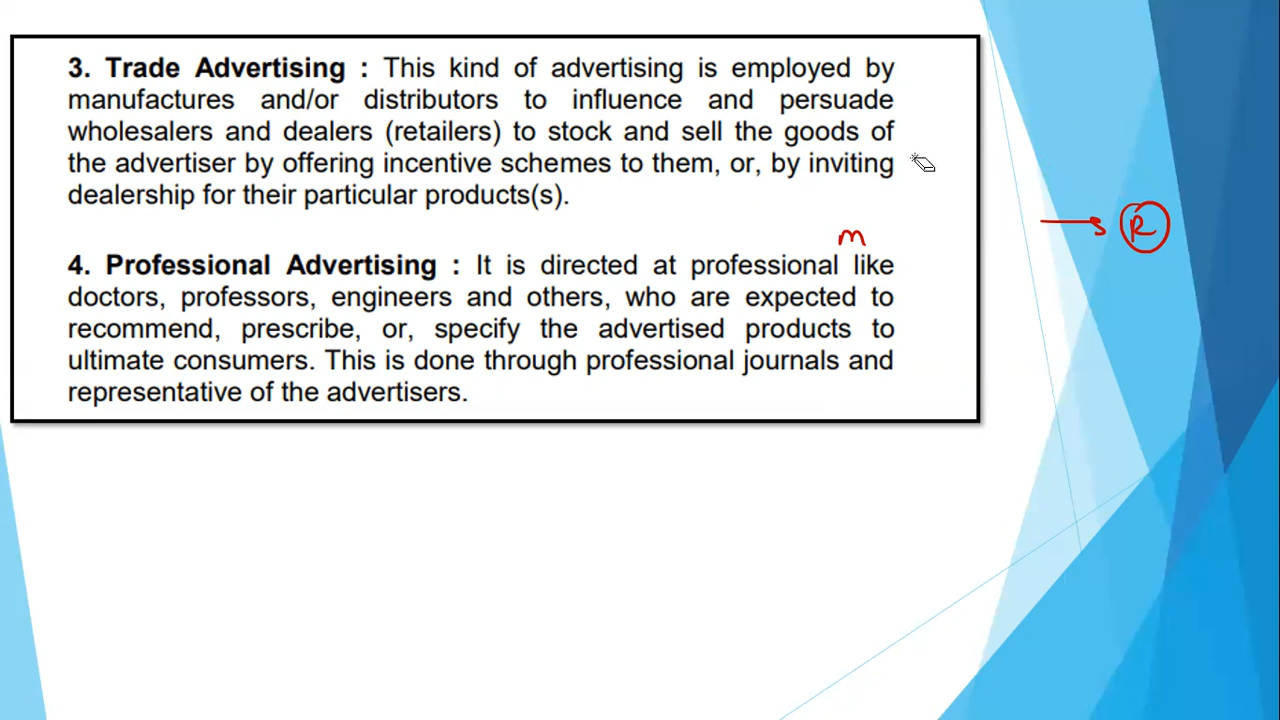 3. Trade Advertising : This kind of advertising is employed by
manufactures and/or distributors to influence and persuade
wholesalers and dealers (retailers) to stock and sell the goods of
the advertiser by offering incentive schemes to them, or, by inviting
dealership for their particular products(s).
m
s R
4. Professional Advertising : It is directed at professional like
doctors, professors, engineers and others, who are expected to
recommend, prescribe, or, specify the advertised products to
ultimate consumers. This is done through professional journals and
representative of the advertisers.